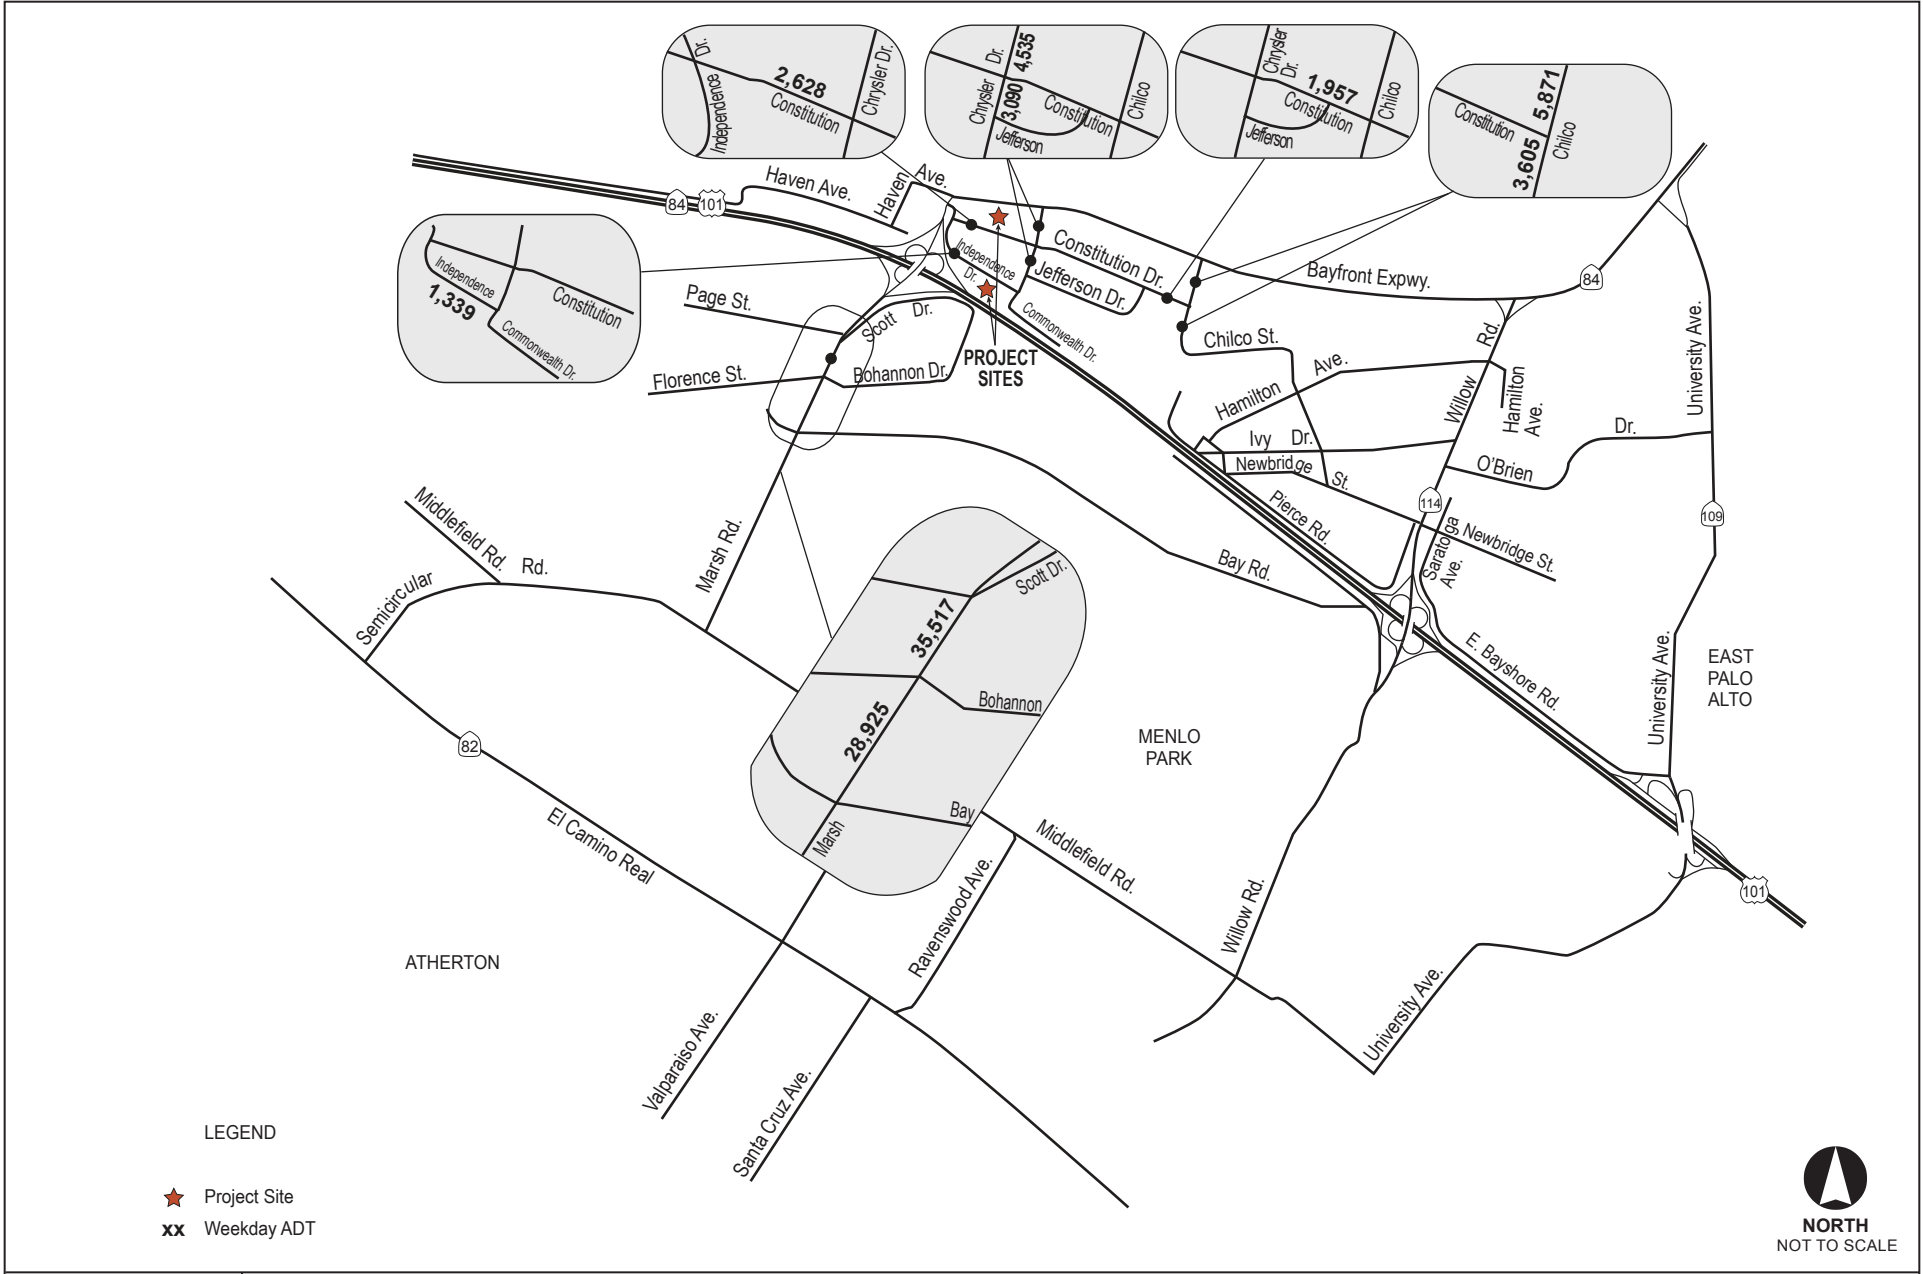 Dr.
Independence
2,628
Constitution
Chrysler Dr.
Chrysler
Dr.
4,535
3,090
Constitution
Jefferson
Chilco
Chrysler
Dr.
1,957
Constitution
Jefferson
Chilco
Constitution
5,871
3,605
Chilco
84
101
Haven Ave.
Haven
Ave.
Independence
1,339
Constitution
Commonwealth Dr.
Independence
Dr.
Constitution Dr.
Jefferson Dr.
Commonwealth Dr.
Bayfront Expwy.
84
Page St.
Scott Dr.
Florence St.
Bohannon Dr.
PROJECT
SITES
Chilco St.
Hamilton Ave.
Willow Rd.
Hamilton
Ave.
University Ave.
Ivy Dr.
Newbridge St.
O'Brien Dr.
114
109
Pierce Rd.
Saratoga
Ave.
Newbridge St.
Bay Rd.
Middlefield Rd.
Semicircular Rd.
Marsh Rd.
Scott Dr.
35,517
Bohannon
28,925
Bay
Marsh
E. Bayshore Rd.
University Ave.
EAST
PALO
ALTO
MENLO
PARK
82
El Camino Real
Middlefield Rd.
Ravenswood Ave.
Willow Rd.
101
ATHERTON
University Ave.
Valparaiso Ave.
Santa Cruz Ave.
LEGEND
Project Site
xx Weekday ADT
NORTH
NOT TO SCALE